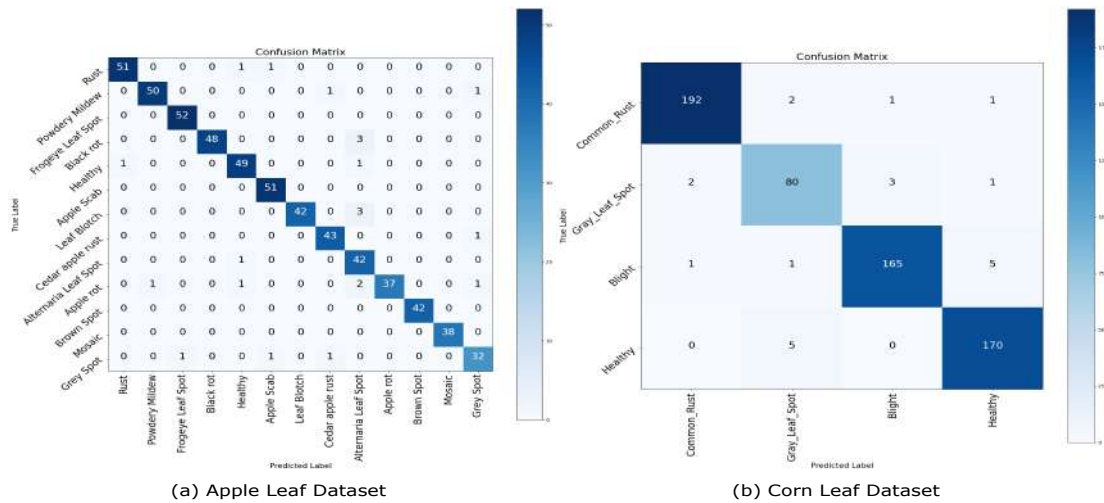 Confusion Matrix
True Label
Rust 51 0 0 0 1 1 0 0 0 0 0 0 0
Powdery Mildew 0 50 0 0 0 0 0 1 0 0 0 0 1
Frogeye Leaf Spot 0 0 52 0 0 0 0 0 0 0 0 0 0
Black rot 0 0 0 48 0 0 0 0 3 0 0 0 0
Healthy 1 0 0 0 49 0 0 0 1 0 0 0 0
Apple Scab 0 0 0 0 0 51 0 0 0 0 0 0 0
Leaf Blotch 0 0 0 0 0 0 42 0 3 0 0 0 0
Cedar apple rust 0 0 0 0 0 0 0 43 0 0 0 0 1
Alternaria Leaf Spot 0 0 0 0 1 0 0 0 42 0 0 0 0
Apple rot 0 1 0 0 1 0 0 0 2 37 0 0 1
Brown Spot 0 0 0 0 0 0 0 0 0 0 42 0 0
Mosaic 0 0 0 0 0 0 0 0 0 0 0 38 0
Grey Spot 0 0 1 0 0 1 0 1 0 0 0 0 32
Rust Powdery Mildew Frogeye Leaf Spot Black rot Healthy Apple Scab Leaf Blotch Cedar apple rust Alternaria Leaf Spot Apple rot Brown Spot Mosaic Grey Spot
Predicted Label
50
40
30
20
10
0
(a) Apple Leaf Dataset
Confusion Matrix
True Label
Common_Rust 192 2 1 1
Gray_Leaf_Spot 2 80 3 1
Blight 1 1 165 5
Healthy 0 5 0 170
Common_Rust Gray_Leaf_Spot Blight Healthy
Predicted Label
(b) Corn Leaf Dataset